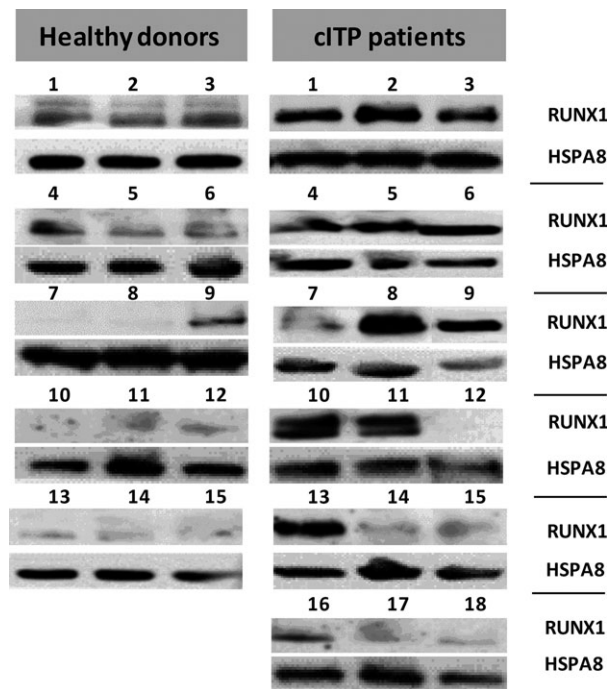 Healthy donors cITP patients
1 2 3 1 2 3
RUNX1
HSPA8
4 5 6 4 5 6
RUNX1
HSPA8
7 8 9 7 8 9
RUNX1
HSPA8
10 11 12 10 11 12
RUNX1
HSPA8
13 14 15 13 14 15
RUNX1
HSPA8
16 17 18
RUNX1
HSPA8